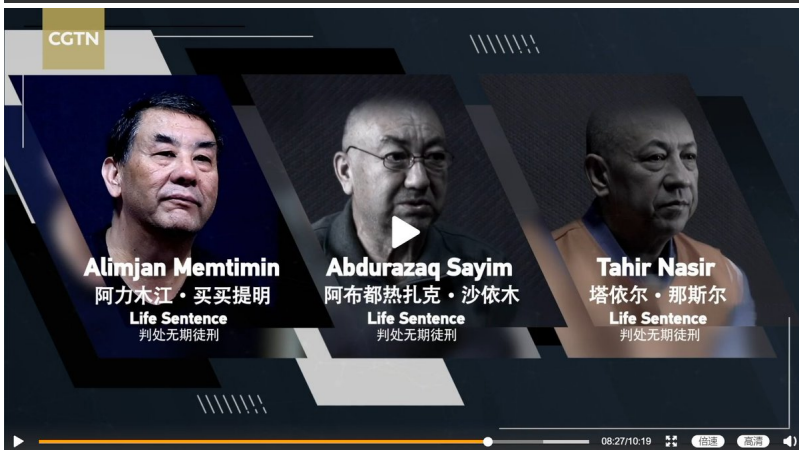 CGTN
Alimjan Memtimin
阿力木江·买买提明
Life Sentence
判处无期徒刑
Abdurazaq Sayim
阿布都热扎克·沙依木
Life Sentence
判处无期徒刑
Tahir Nasir
塔依尔·那斯尔
Life Sentence
判处无期徒刑
08:27/10:19
倍速
高清